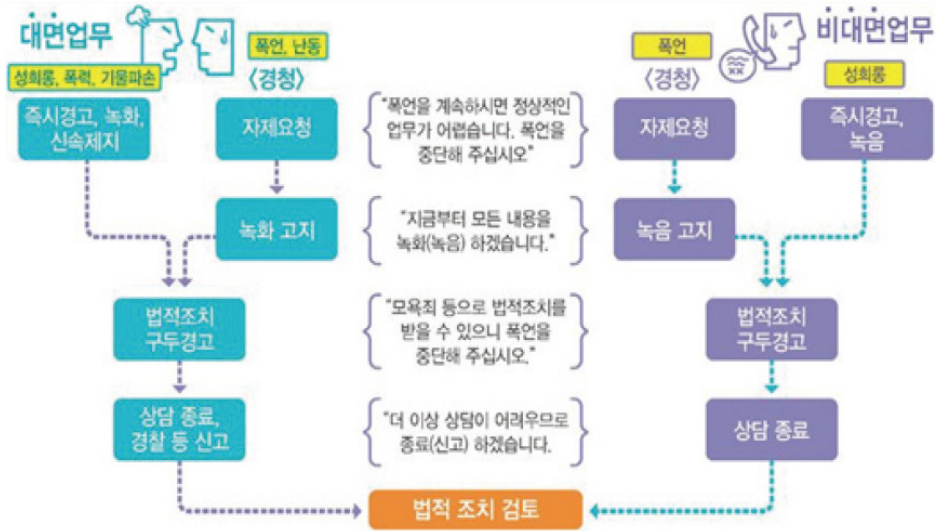 대면업무
성희롱, 폭력, 기물파손
즉시경고, 녹화,
신속제지
폭언, 난동
〈경청〉
자제요청
녹화 고지
법적조치
구두경고
상담 종료,
경찰 등 신고
"폭언을 계속하시면 정상적인
업무가 어렵습니다. 폭언을
중단해 주십시오"
"지금부터 모든 내용을
녹화(녹음) 하겠습니다."
"모욕죄 등으로 법적조치를
받을 수 있으니 폭언을
중단해 주십시오."
"더 이상 상담이 어려우므로
종료(신고) 하겠습니다.
비대면업무
폭언
〈경청〉
자제요청
녹음 고지
성희롱
즉시경고,
녹음
법적조치
구두경고
상담 종료
법적 조치 검토